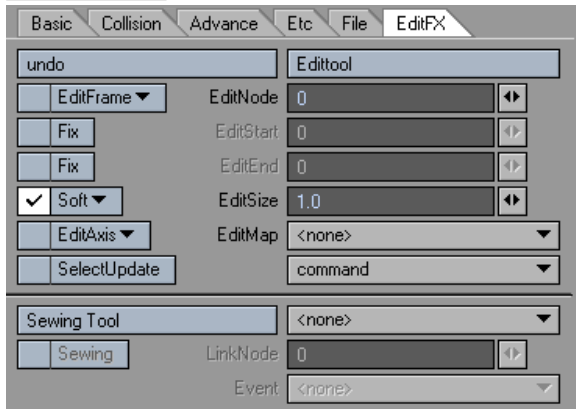 Basic Collision Advance Etc File EditFX
undo Edittool
EditFrame EditNode 0
Fix EditStart 0
Fix EditEnd 0
Soft EditSize 1.0
EditAxis EditMap <none>
SelectUpdate command
Sewing Tool <none>
Sewing LinkNode 0
Event <none>